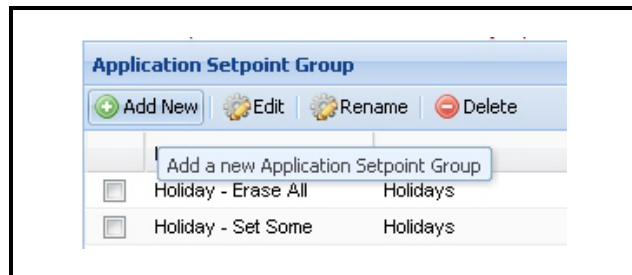 Application Setpoint Group
Add New Edit Rename Delete
Add a new Application Setpoint Group
Holiday - Erase All Holidays
Holiday - Set Some Holidays